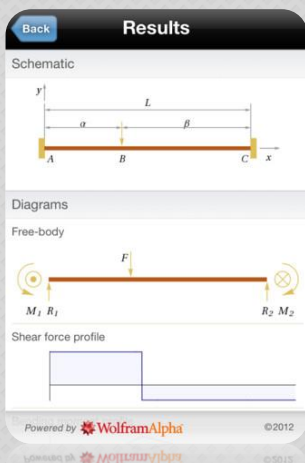 Back
Results
Schematic
y
L
α β
A B C x
Diagrams
Free-body
F
M1 R1 R2 M2
Shear force profile
Powered by WolframAlpha ©2012